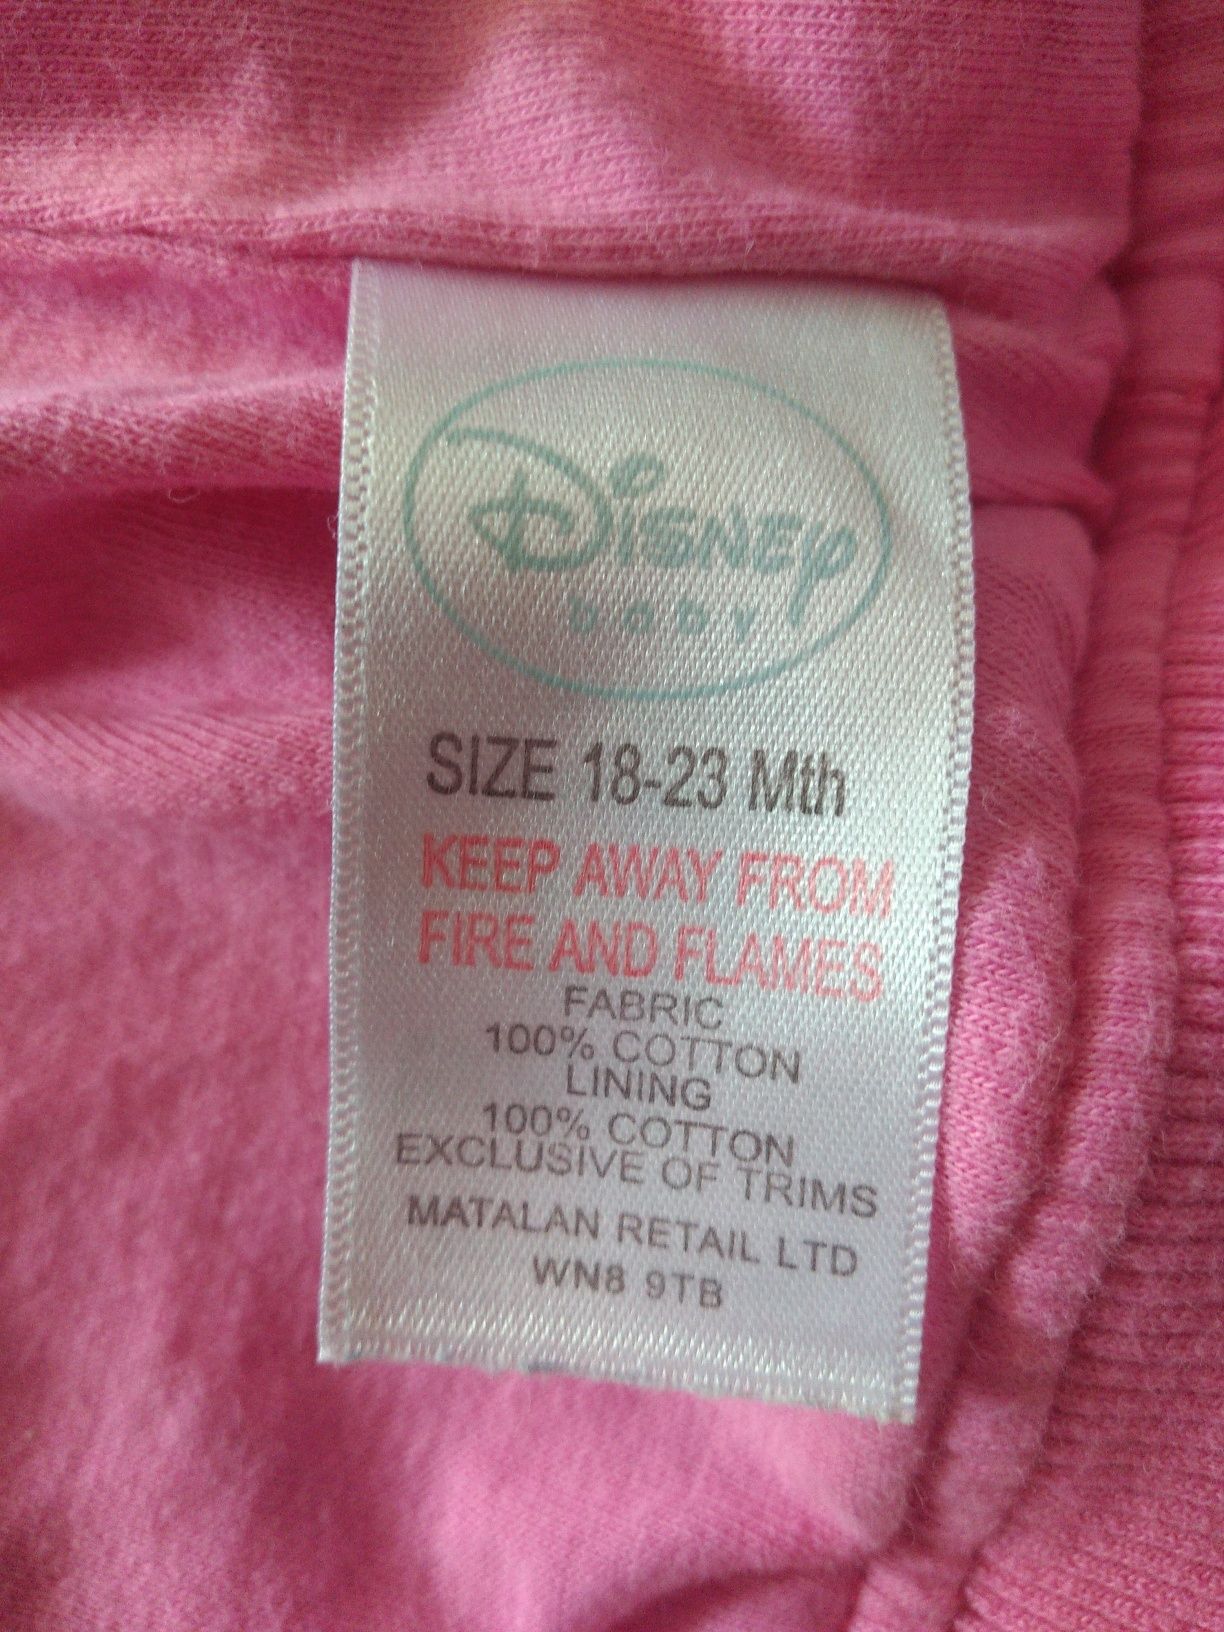 Disney
baby
SIZE 18-23 Mth
KEEP AWAY FROM
FIRE AND FLAMES
FABRIC
100% COTTON
LINING
100% COTTON
EXCLUSIVE OF TRIMS
MATALAN RETAIL LTD
WN8 9TB